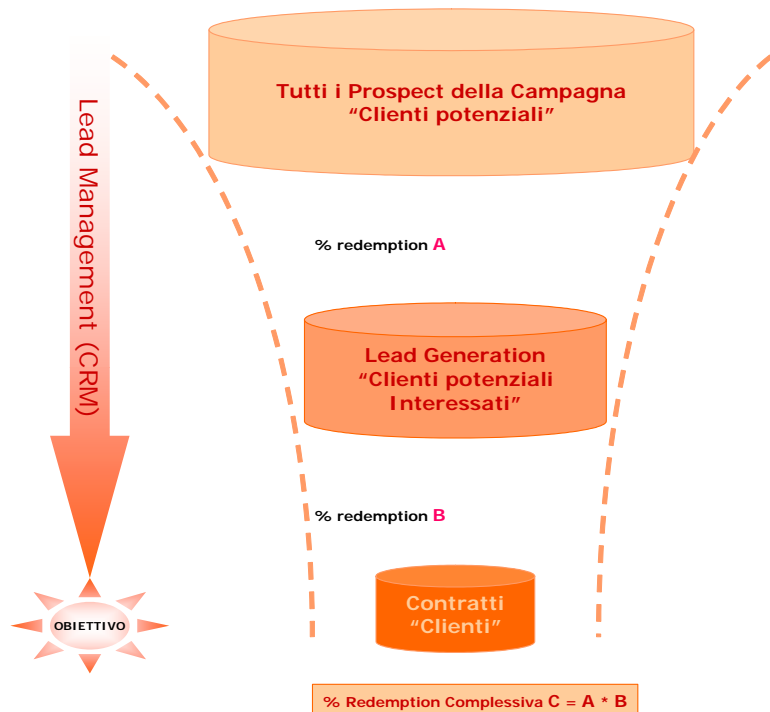 Tutti i Prospect della Campagna
“Clienti potenziali”
Lead Management (CRM)
% redemption A
Lead Generation
“Clienti potenziali
Interessati”
% redemption B
Contratti
“Clienti”
OBIETTIVO
% Redemption Complessiva C = A * B